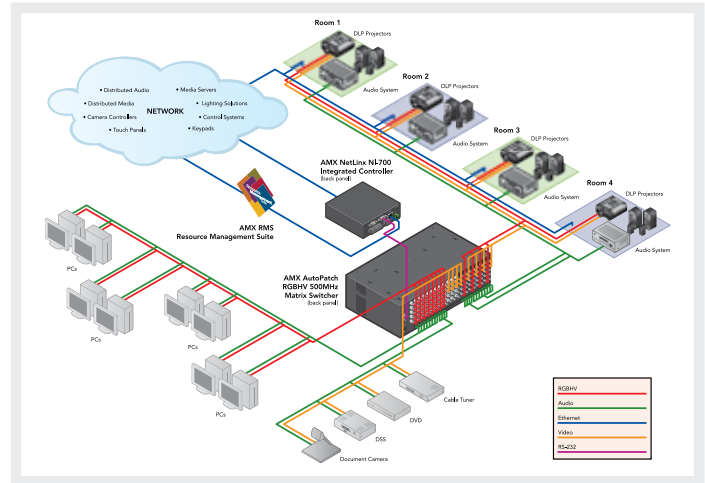 Room 1
DLP Projectors
Audio System
Room 2
DLP Projectors
Audio System
Room 3
DLP Projectors
Audio System
Room 4
DLP Projectors
Audio System
• Distributed Audio
• Media Servers
• Distributed Media
• Lighting Solutions
NETWORK
• Camera Controllers
• Control Systems
• Touch Panels
• Keypads
AMX NetLinx NI-700
Integrated Controller
(back panel)
AMX RMS
Resource Management Suite
AMX AutoPatch
RGBHV 500MHz
Matrix Switcher
(back panel)
PCs
PCs
PCs
PCs
Cable Tuner
DVD
DSS
Document Camera
RGBHV
Audio
Ethernet
Video
RS-232